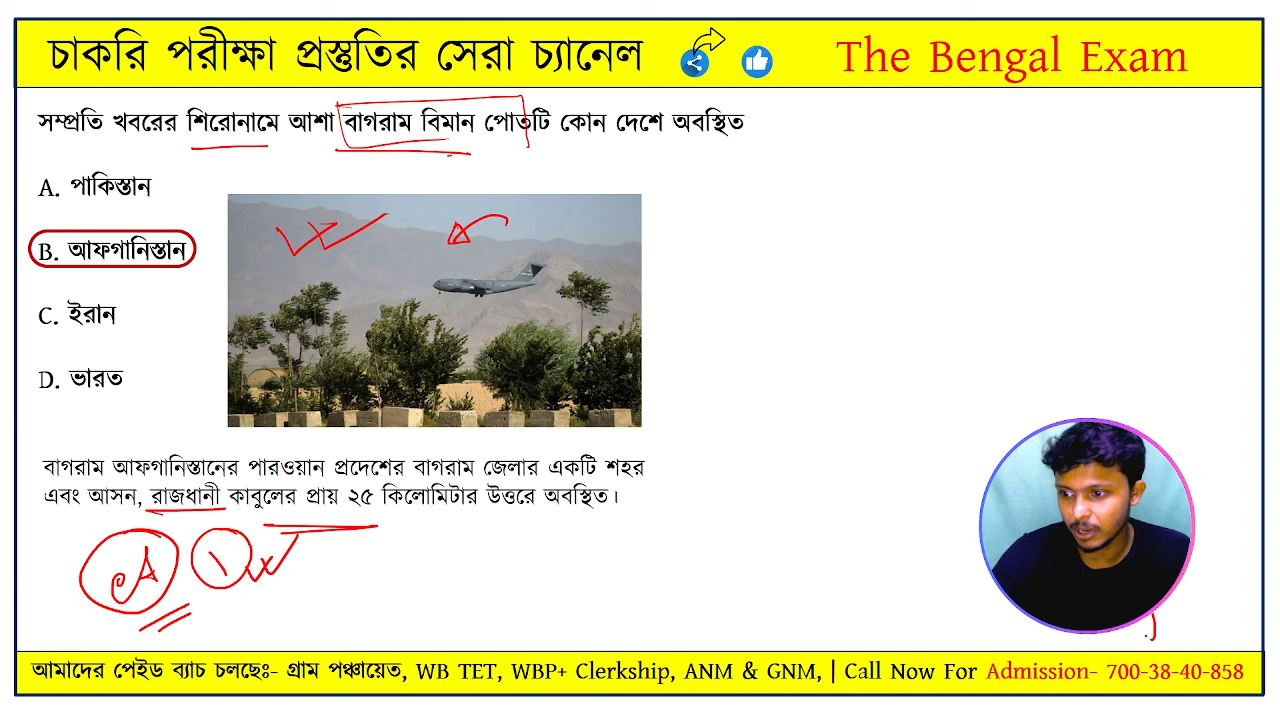 চাকরি পরীক্ষা প্রস্তুতির সেরা চ্যানেল The Bengal Exam
সম্প্রতি খবরের শিরোনামে আশা বাগরাম বিমান পোতটি কোন দেশে অবস্থিত
A. পাকিস্তান
B. আফগানিস্তান
C. ইরান
D. ভারত
বাগরাম আফগানিস্তানের পারওয়ান প্রদেশের বাগরাম জেলার একটি শহর
এবং আসন, রাজধানী কাবুলের প্রায় ২৫ কিলোমিটার উত্তরে অবস্থিত।
আমাদের পেইড ব্যাচ চলছেঃ- গ্রাম পঞ্চায়েত, WB TET, WBP+ Clerkship, ANM & GNM, | Call Now For Admission- 700-38-40-858